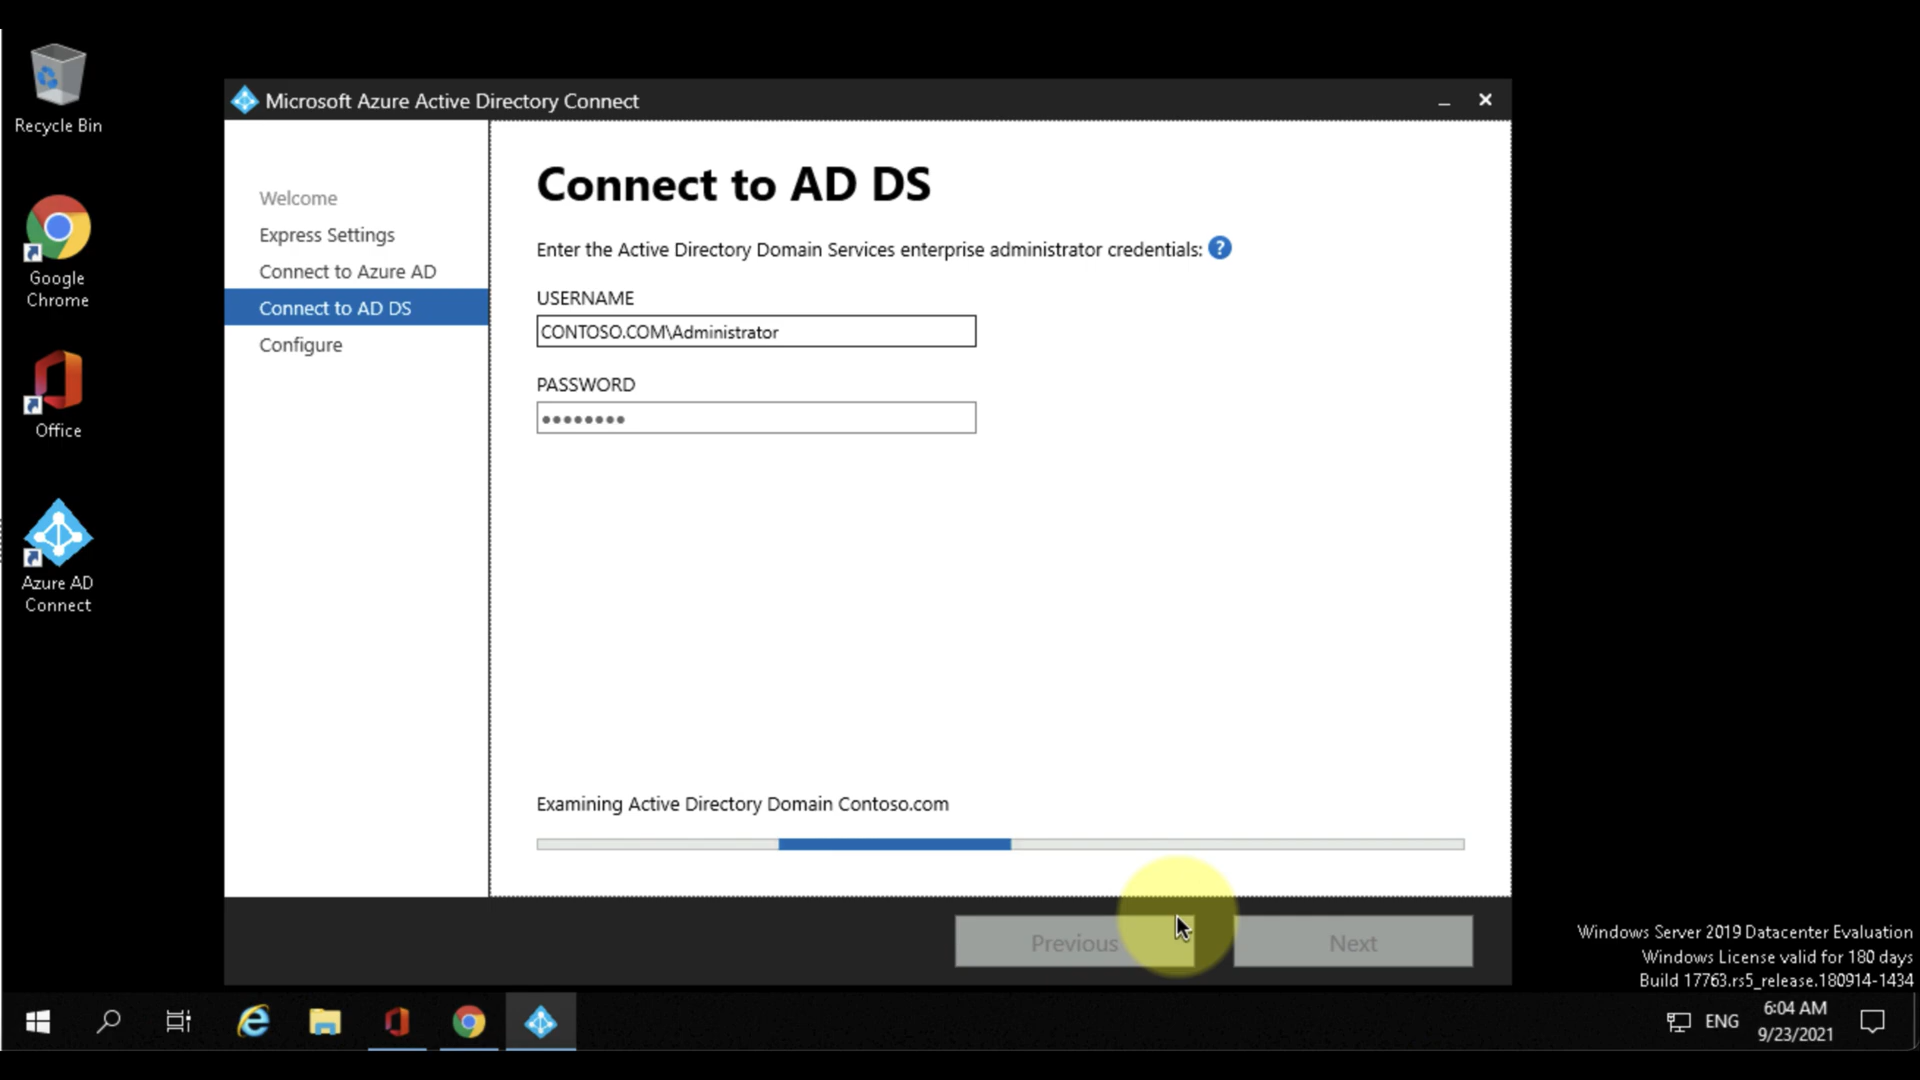 Recycle Bin
Google
Chrome
Office
Azure AD
Connect
Microsoft Azure Active Directory Connect
Welcome
Express Settings
Connect to Azure AD
Connect to AD DS
Configure
Connect to AD DS
Enter the Active Directory Domain Services enterprise administrator credentials: ?
USERNAME
CONTOSO.COM\Administrator
PASSWORD
••••••••
Examining Active Directory Domain Contoso.com
Previous
Next
Windows Server 2019 Datacenter Evaluation
Windows License valid for 180 days
Build 17763.rs5_release.180914-1434
ENG
6:04 AM
9/23/2021